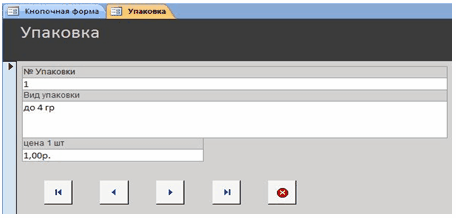 Кнопочная форма Упаковка
Упаковка
№ Упаковки
1
Вид упаковки
до 4 гр
цена 1 шт
1,00р.